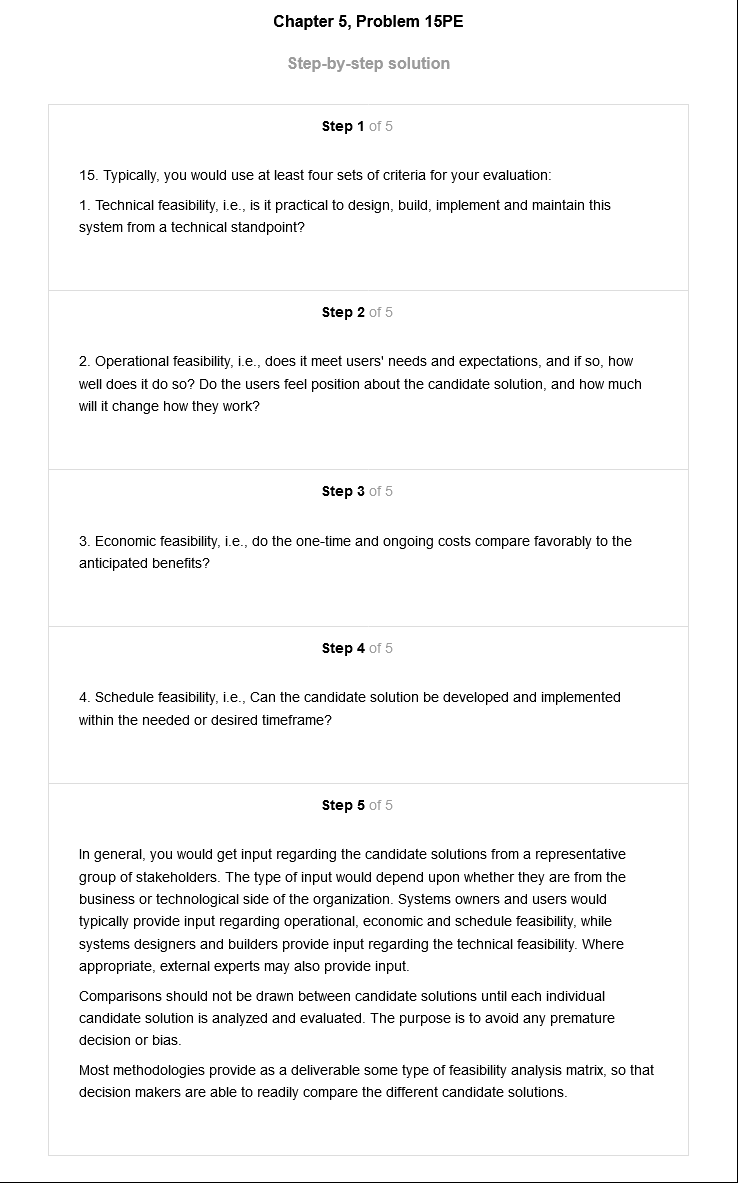 Chapter 5, Problem 15PE
Step-by-step solution
Step 1 of 5
15. Typically, you would use at least four sets of criteria for your evaluation:
1. Technical feasibility, i.e., is it practical to design, build, implement and maintain this
system from a technical standpoint?
Step 2 of 5
2. Operational feasibility, i.e., does it meet users' needs and expectations, and if so, how
well does it do so? Do the users feel position about the candidate solution, and how much
will it change how they work?
Step 3 of 5
3. Economic feasibility, i.e., do the one-time and ongoing costs compare favorably to the
anticipated benefits?
Step 4 of 5
4. Schedule feasibility, i.e., Can the candidate solution be developed and implemented
within the needed or desired timeframe?
Step 5 of 5
In general, you would get input regarding the candidate solutions from a representative
group of stakeholders. The type of input would depend upon whether they are from the
business or technological side of the organization. Systems owners and users would
typically provide input regarding operational, economic and schedule feasibility, while
systems designers and builders provide input regarding the technical feasibility. Where
appropriate, external experts may also provide input.
Comparisons should not be drawn between candidate solutions until each individual
candidate solution is analyzed and evaluated. The purpose is to avoid any premature
decision or bias.
Most methodologies provide as a deliverable some type of feasibility analysis matrix, so that
decision makers are able to readily compare the different candidate solutions.